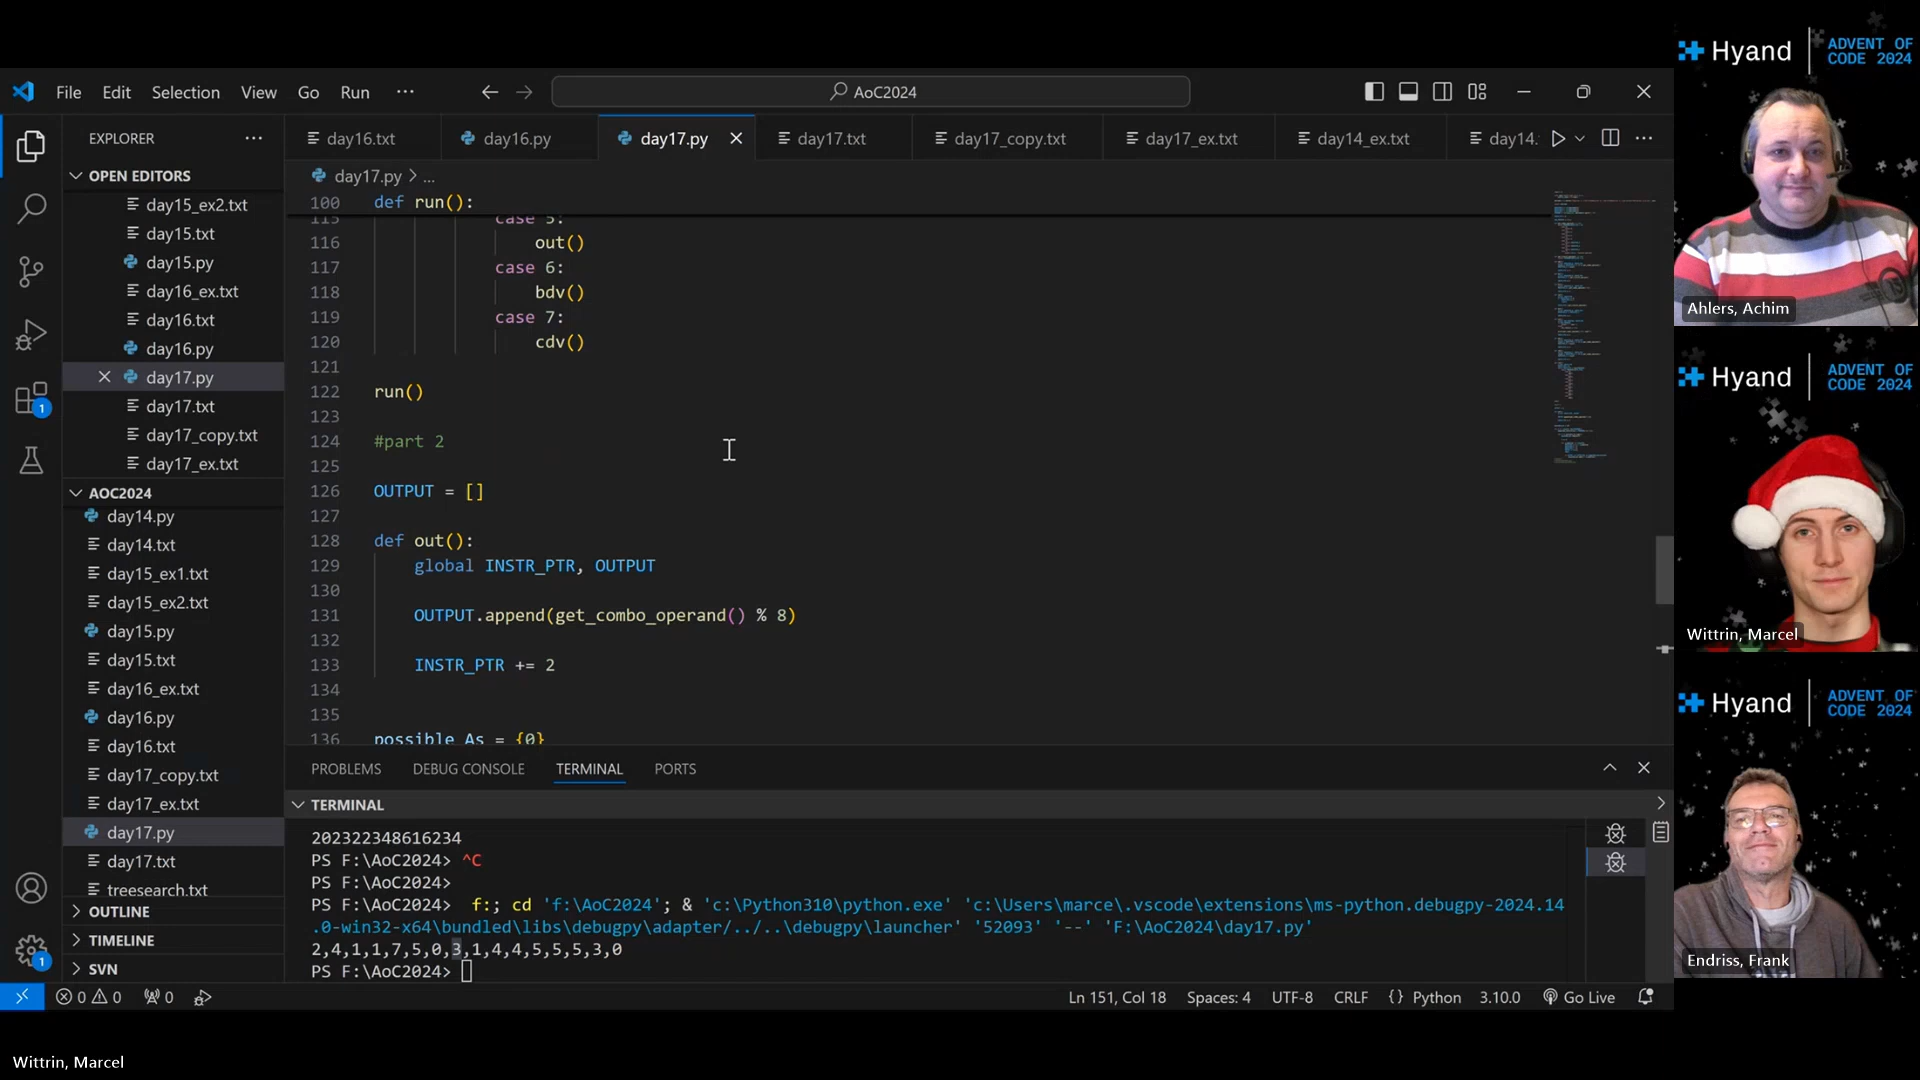 File Edit Selection View Go Run ··· AoC2024
EXPLORER ···
OPEN EDITORS
day15_ex2.txt
day15.txt
day15.py
day16_ex.txt
day16.txt
day16.py
day17.py
day17.txt
day17_copy.txt
day17_ex.txt
AOC2024
day14.py
day14.txt
day15_ex1.txt
day15_ex2.txt
day15.py
day15.txt
day16_ex.txt
day16.py
day16.txt
day17_copy.txt
day17_ex.txt
day17.py
day17.txt
treesearch.txt
OUTLINE
TIMELINE
SVN
1
1
day16.txt day16.py day17.py day17.txt day17_copy.txt day17_ex.txt day14_ex.txt day14.
day17.py > ...
100 def run():
115 case 5:
116 out()
117 case 6:
118 bdv()
119 case 7:
120 cdv()
121
122 run()
123
124 #part 2
125
126 OUTPUT = []
127
128 def out():
129 global INSTR_PTR, OUTPUT
130
131 OUTPUT.append(get_combo_operand() % 8)
132
133 INSTR_PTR += 2
134
135
136 possible_As = {0}
PROBLEMS DEBUG CONSOLE TERMINAL PORTS
TERMINAL
202322348616234
PS F:\AoC2024> ^C
PS F:\AoC2024>
PS F:\AoC2024> f:; cd 'f:\AoC2024'; & 'c:\Python310\python.exe' 'c:\Users\marce\.vscode\extensions\ms-python.debugpy-2024.14
.0-win32-x64\bundled\libs\debugpy\adapter/../..\debugpy\launcher' '52093' '--' 'F:\AoC2024\day17.py'
2,4,1,1,7,5,0,3,1,4,4,5,5,5,3,0
PS F:\AoC2024>
0 0 0 Ln 151, Col 18 Spaces: 4 UTF-8 CRLF {} Python 3.10.0 Go Live
Hyand | ADVENT OF
CODE 2024
Ahlers, Achim
Hyand | ADVENT OF
CODE 2024
Wittrin, Marcel
Hyand | ADVENT OF
CODE 2024
Endriss, Frank
Wittrin, Marcel